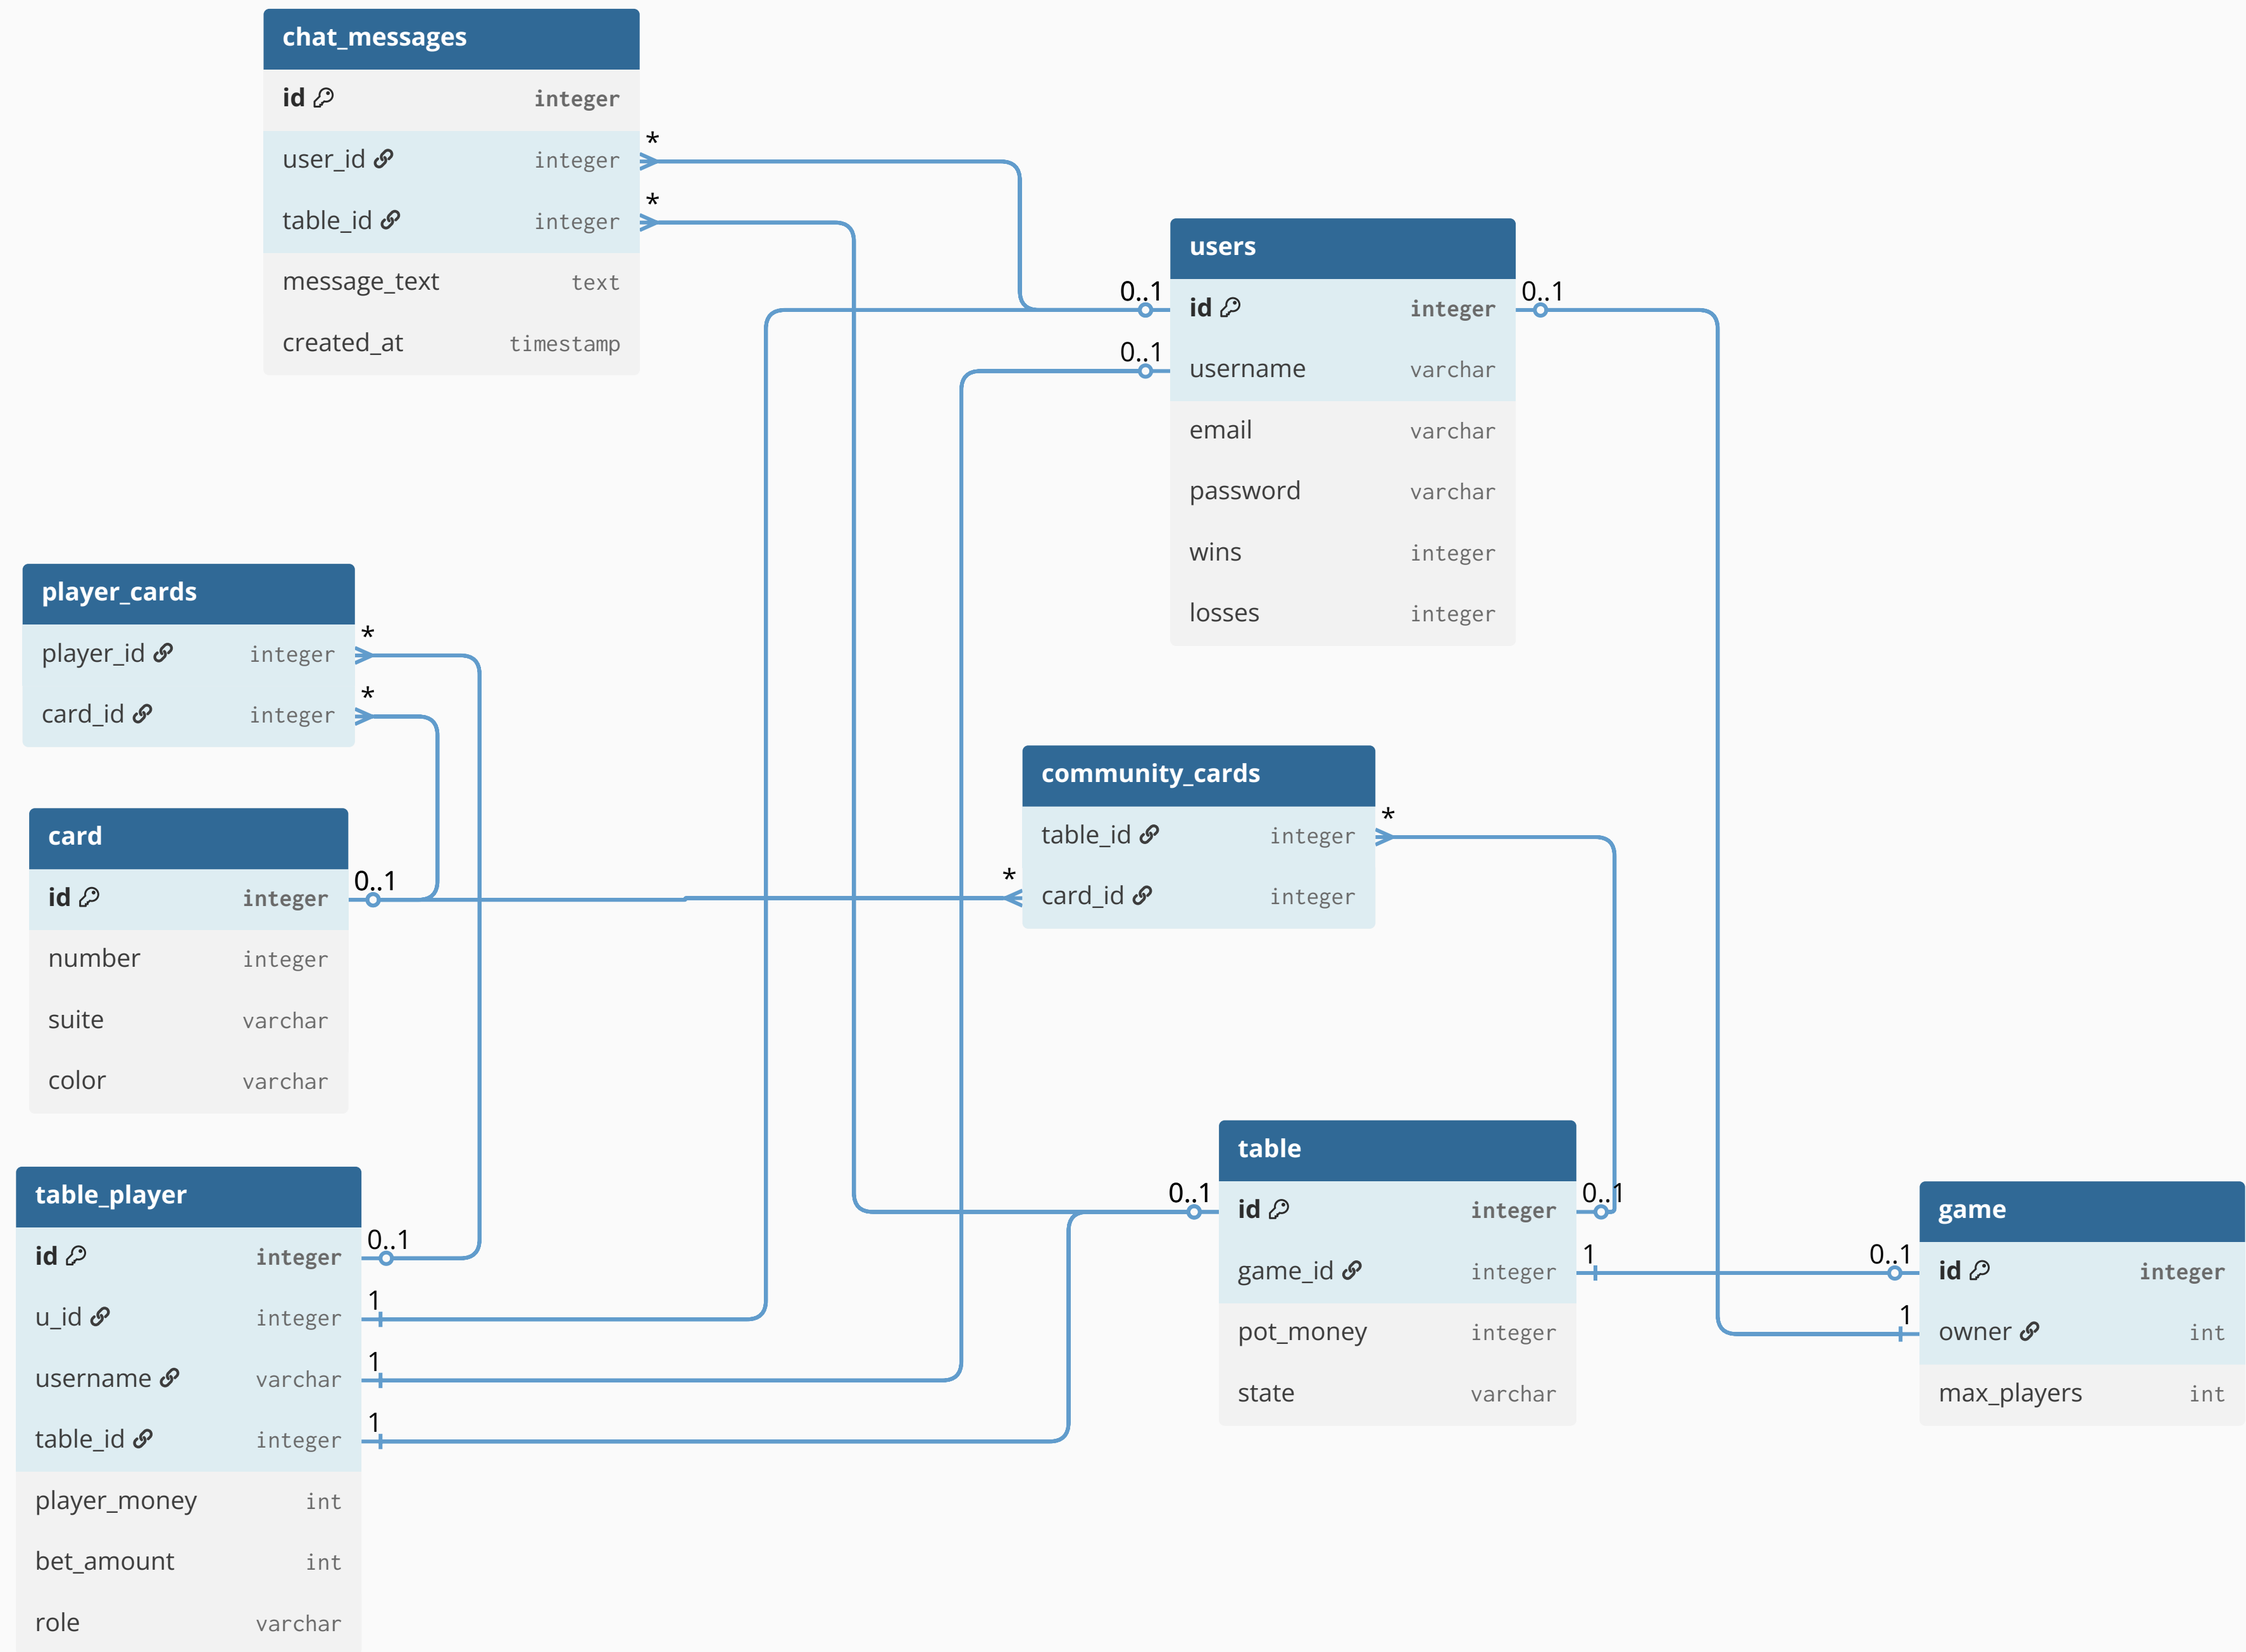 chat_messages
id integer
*
user_id integer
*
table_id integer
message_text text
created_at timestamp
users
0..1
id integer
0..1
0..1
username varchar
email varchar
password varchar
wins integer
losses integer
player_cards
*
player_id integer
*
card_id integer
community_cards
*
table_id integer
*
card_id integer
card
0..1
id integer
number integer
suite varchar
color varchar
table
0..1
id integer
0..1
1
game_id integer
pot_money integer
state varchar
game
0..1
id integer
1
owner int
max_players int
table_player
0..1
id integer
1
u_id integer
1
username varchar
1
table_id integer
player_money int
bet_amount int
role varchar